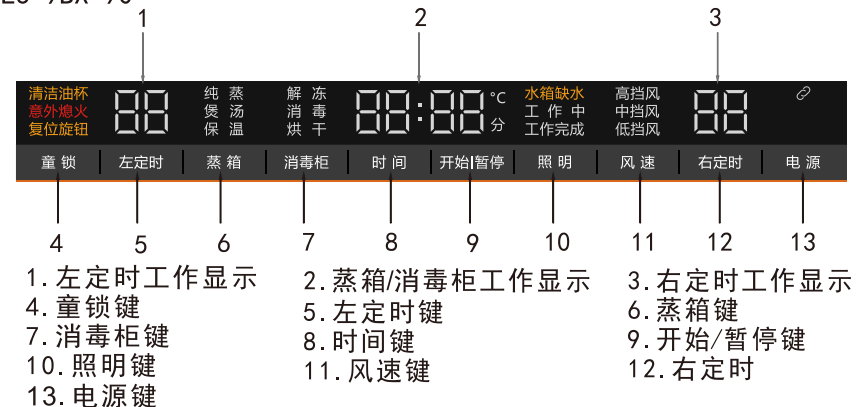 1 2 3
清洁油杯 纯 蒸 解 冻 88:88 ℃ 水箱缺水 高挡风
意外熄火 88 煲 汤 消 毒 工 作 中 中挡风 88
复位旋钮 保 温 烘 干 分 工作完成 低挡风
童 锁 左定时 蒸 箱 消毒柜 时 间 开始|暂停 照 明 风 速 右定时 电 源
4 5 6 7 8 9 10 11 12 13
1.左定时工作显示 2.蒸箱/消毒柜工作显示 3.右定时工作显示
4.童锁键 5.左定时键 6.蒸箱键
7.消毒柜键 8.时间键 9.开始/暂停键
10.照明键 11.风速键 12.右定时
13.电源键